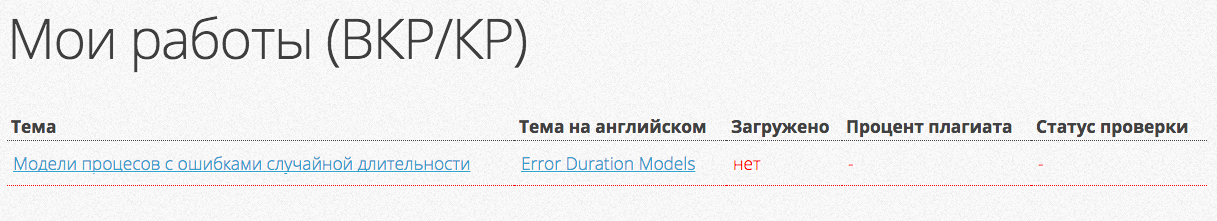 Мои работы (ВКР/КР)
Тема Тема на английском Загружено Процент плагиата Статус проверки
Модели процесов с ошибками случайной длительности Error Duration Models нет - -